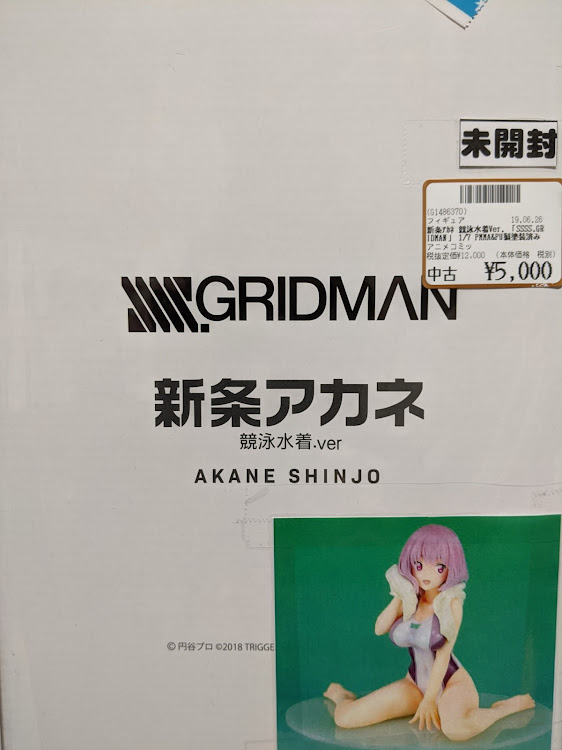 未開封
(G1486370)
フィギュア 19.06.26
新条アカネ 競泳水着Ver. 「SSSS.GR
IDMAN」 1/7 PMMA&PU製塗装済み
アニメコミッ
税抜定価¥12,000 (本体価格 税別)
中古 ¥5,000
GRIDMAN
新条アカネ
競泳水着.ver
AKANE SHINJO
© 円谷プロ ©2018 TRIGGE